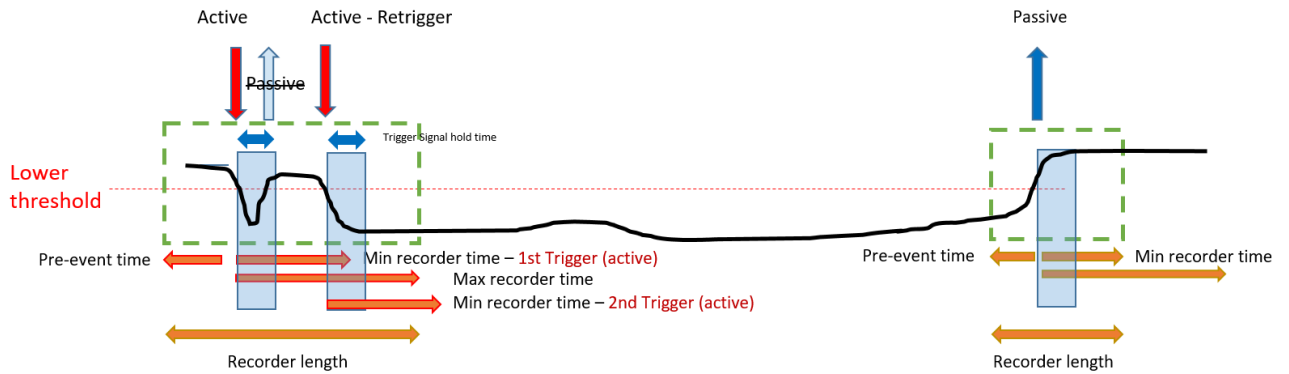 Active
Active - Retrigger
Passive
Passive
Trigger Signal hold time
Lower
threshold
Pre-event time
Min recorder time – 1st Trigger (active)
Max recorder time
Min recorder time – 2nd Trigger (active)
Pre-event time
Min recorder time
Recorder length
Recorder length